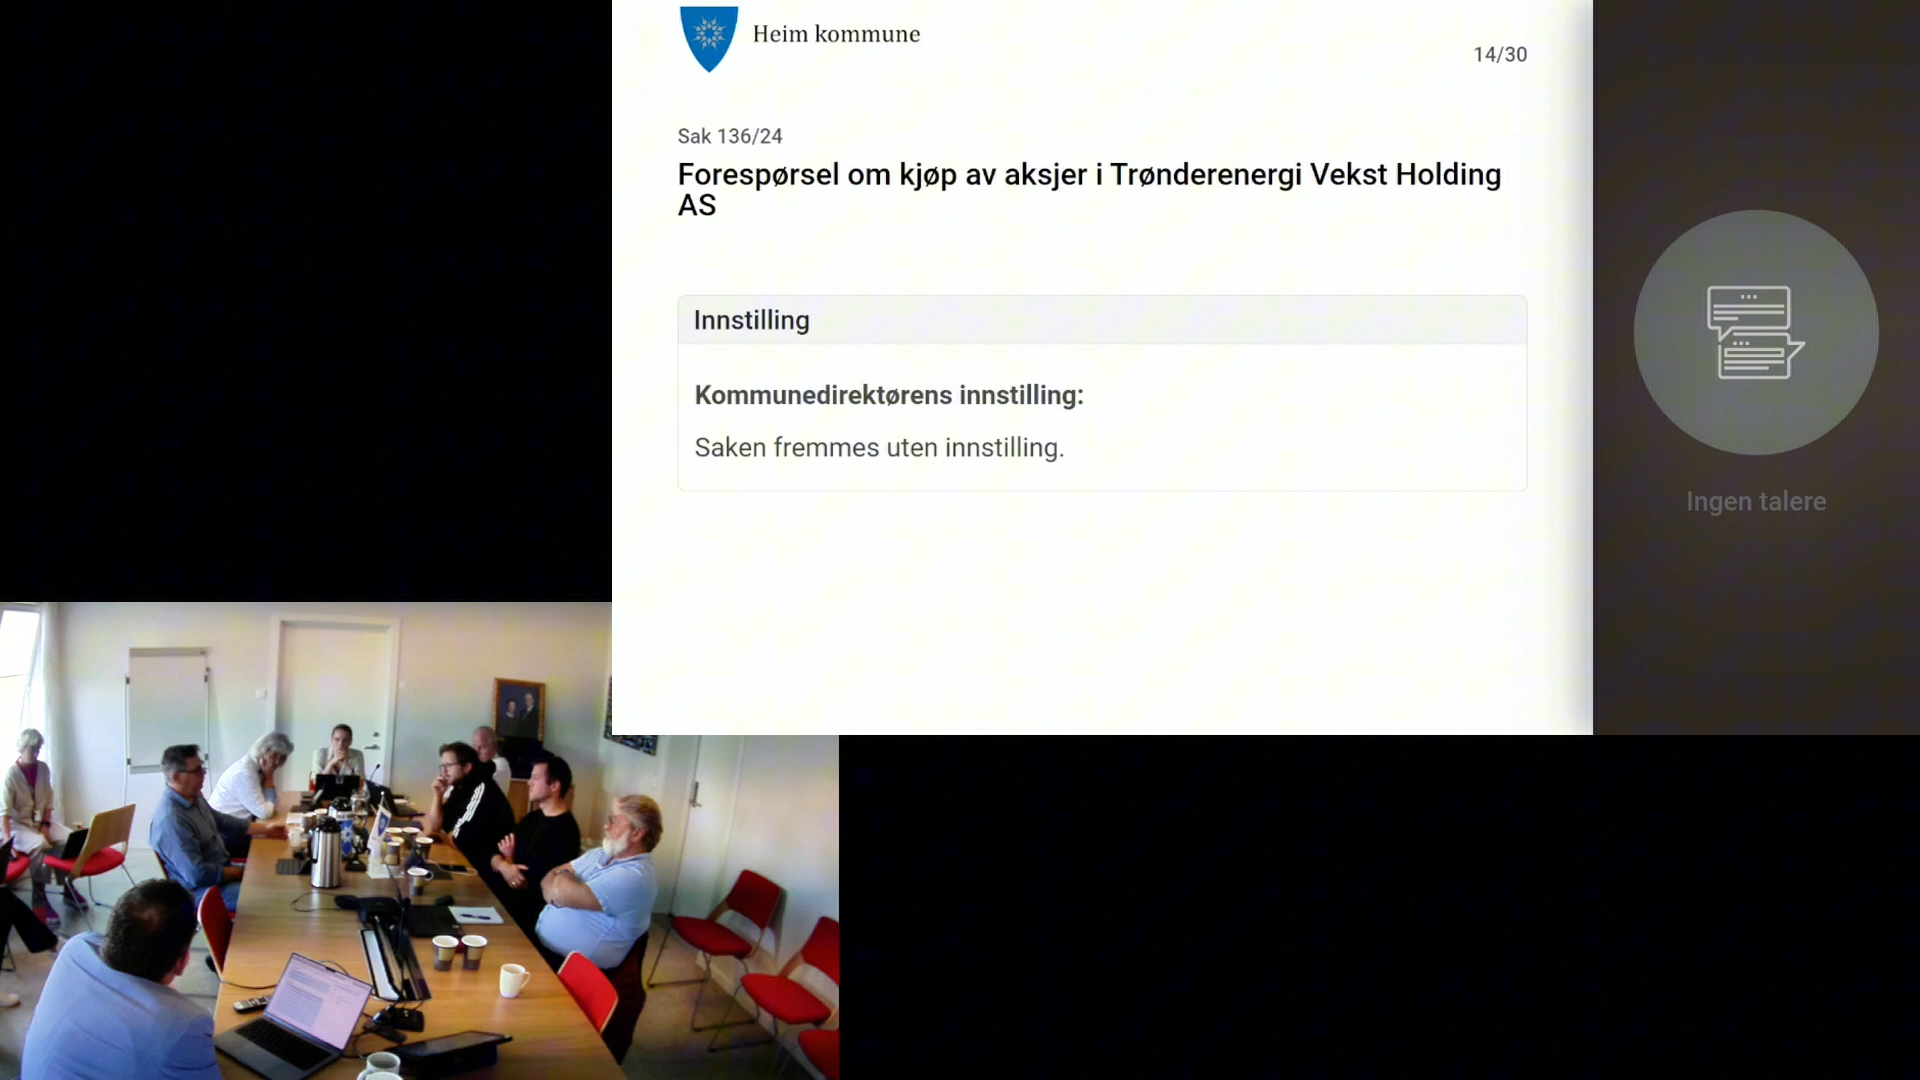 Heim kommune
14/30
Sak 136/24
Forespørsel om kjøp av aksjer i Trønderenergi Vekst Holding
AS
Innstilling
Kommunedirektørens innstilling:
Saken fremmes uten innstilling.
Ingen talere